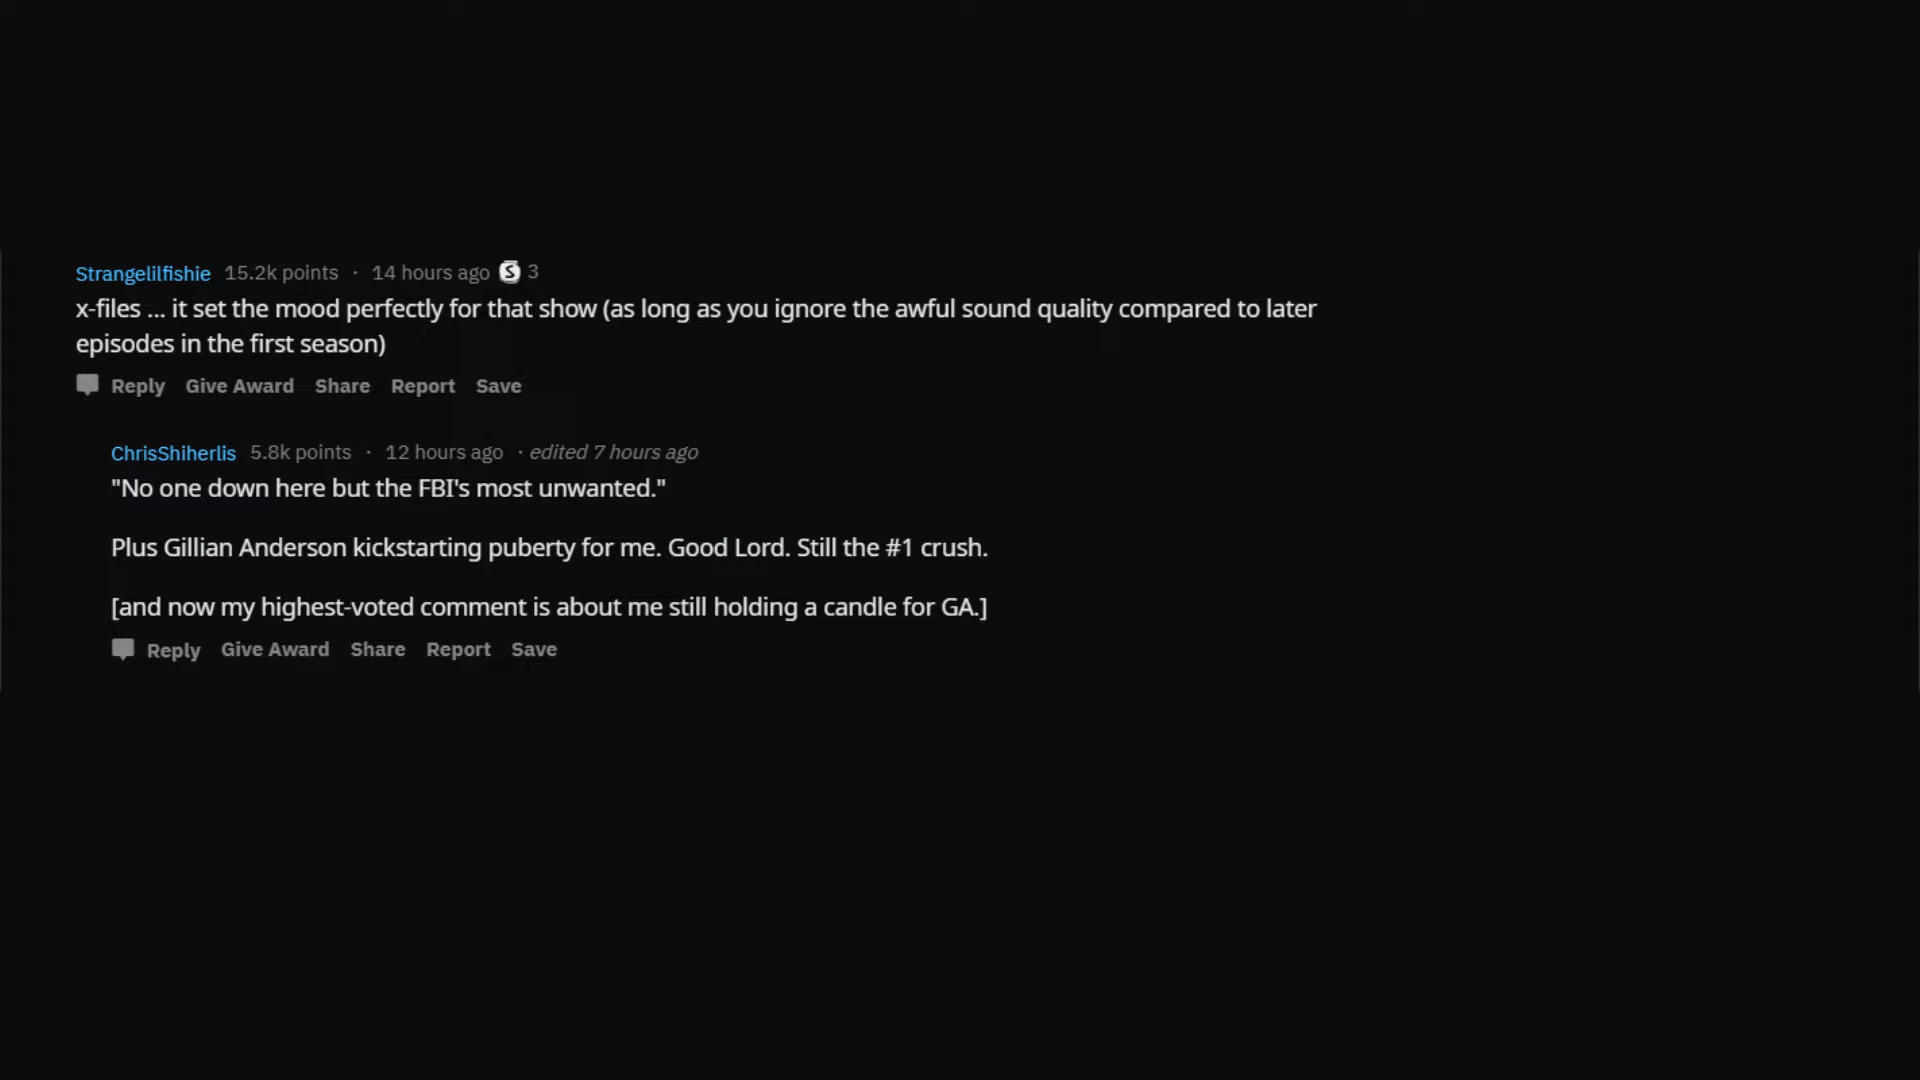 Strangelilfishie 15.2k points · 14 hours ago S 3
x-files ... it set the mood perfectly for that show (as long as you ignore the awful sound quality compared to later
episodes in the first season)
Reply Give Award Share Report Save
ChrisShiherlis 5.8k points · 12 hours ago · edited 7 hours ago
"No one down here but the FBI's most unwanted."
Plus Gillian Anderson kickstarting puberty for me. Good Lord. Still the #1 crush.
[and now my highest-voted comment is about me still holding a candle for GA.]
Reply Give Award Share Report Save